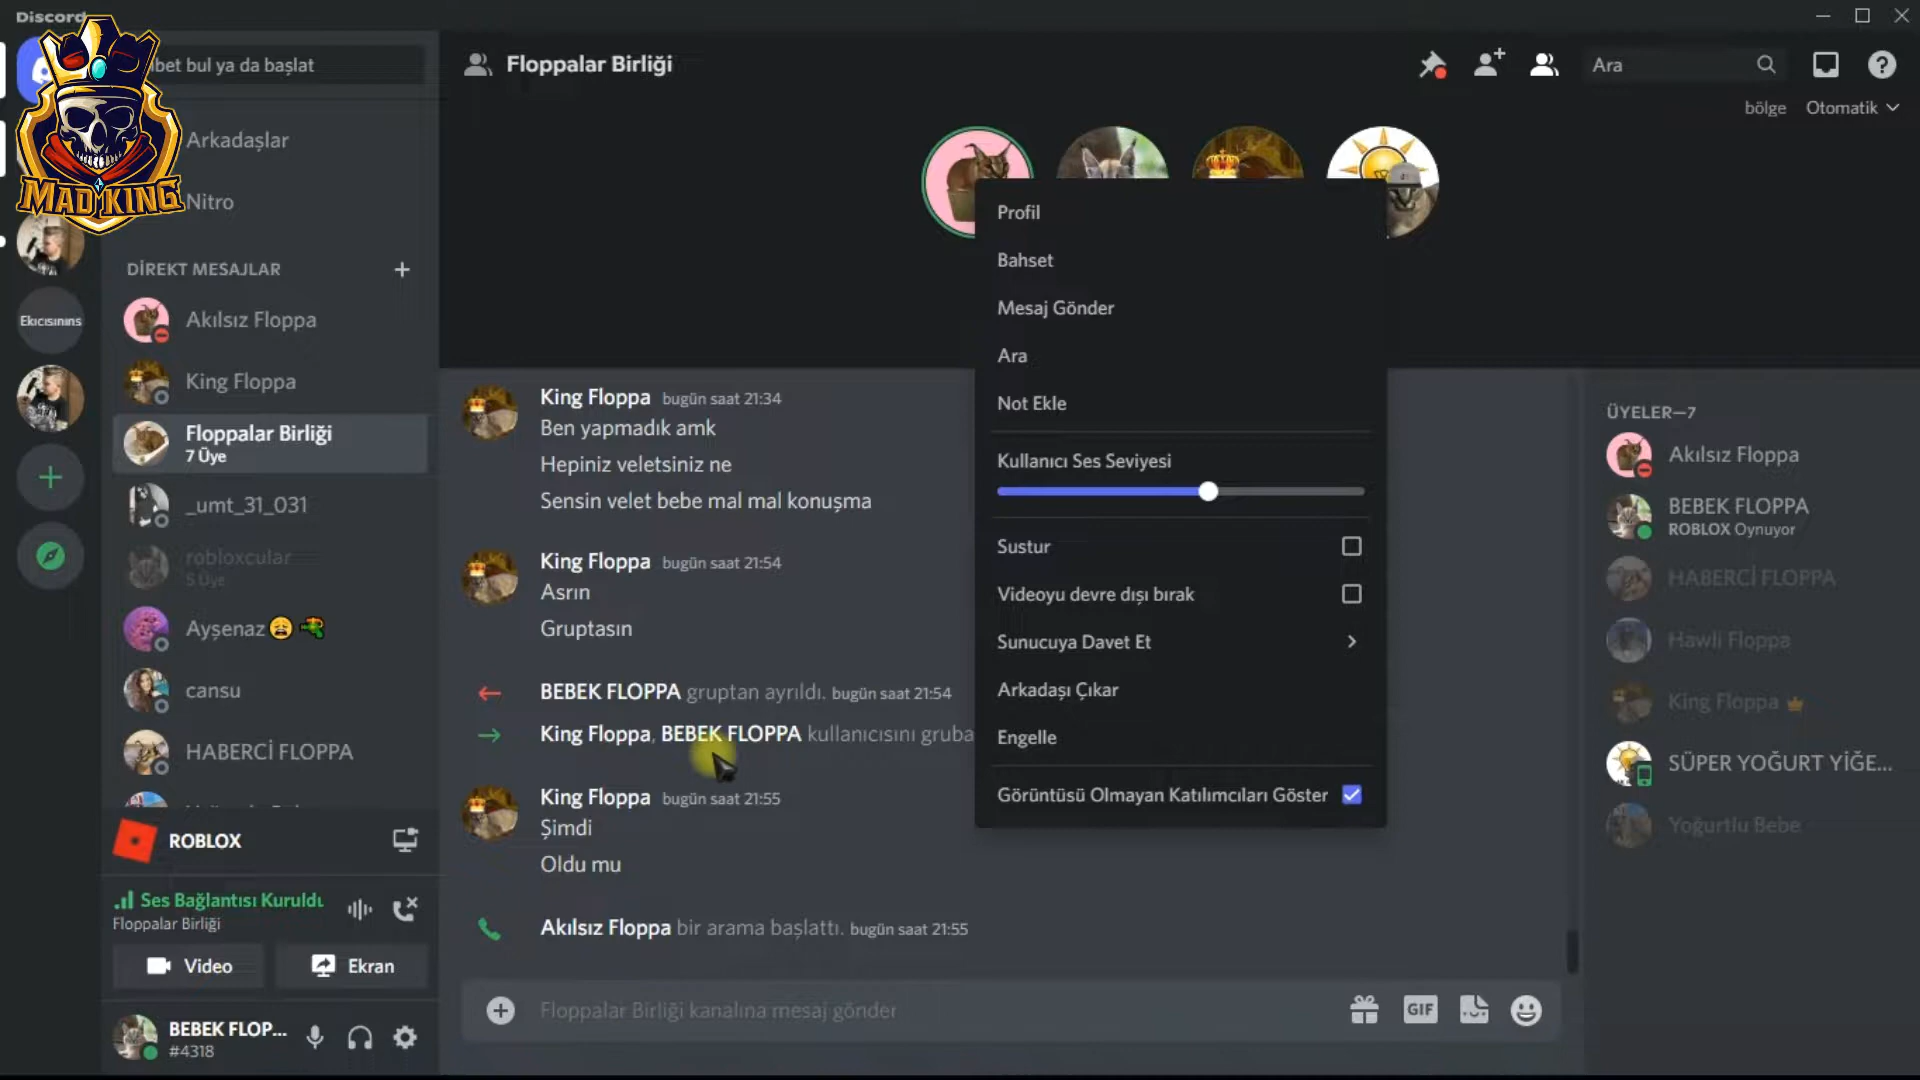 Discord
MAD KING
bet bul ya da başlat
Arkadaşlar
Nitro
DİREKT MESAJLAR
Akılsız Floppa
King Floppa
Floppalar Birliği
7 Üye
_umt_31_031
robloxcular
5 Üye
Ayşenaz
cansu
HABERCİ FLOPPA
Ekicisinins
ROBLOX
Ses Bağlantısı Kuruldu
Floppalar Birliği
Video
Ekran
BEBEK FLOP...
#4318
Floppalar Birliği
Ara
bölge Otomatik
King Floppa bugün saat 21:34
Ben yapmadık amk
Hepiniz veletsiniz ne
Sensin velet bebe mal mal konuşma
King Floppa bugün saat 21:54
Asrın
Gruptasın
BEBEK FLOPPA gruptan ayrıldı. bugün saat 21:54
King Floppa, BEBEK FLOPPA kullanıcısını gruba
King Floppa bugün saat 21:55
Şimdi
Oldu mu
Akılsız Floppa bir arama başlattı. bugün saat 21:55
Floppalar Birliği kanalına mesaj gönder
GIF
Profil
Bahset
Mesaj Gönder
Ara
Not Ekle
Kullanıcı Ses Seviyesi
Sustur
Videoyu devre dışı bırak
Sunucuya Davet Et
Arkadaşı Çıkar
Engelle
Görüntüsü Olmayan Katılımcıları Göster
ÜYELER—7
Akılsız Floppa
BEBEK FLOPPA
ROBLOX Oynuyor
HABERCİ FLOPPA
Hawli Floppa
King Floppa
SÜPER YOĞURT YİĞE...
Yoğurtlu Bebe